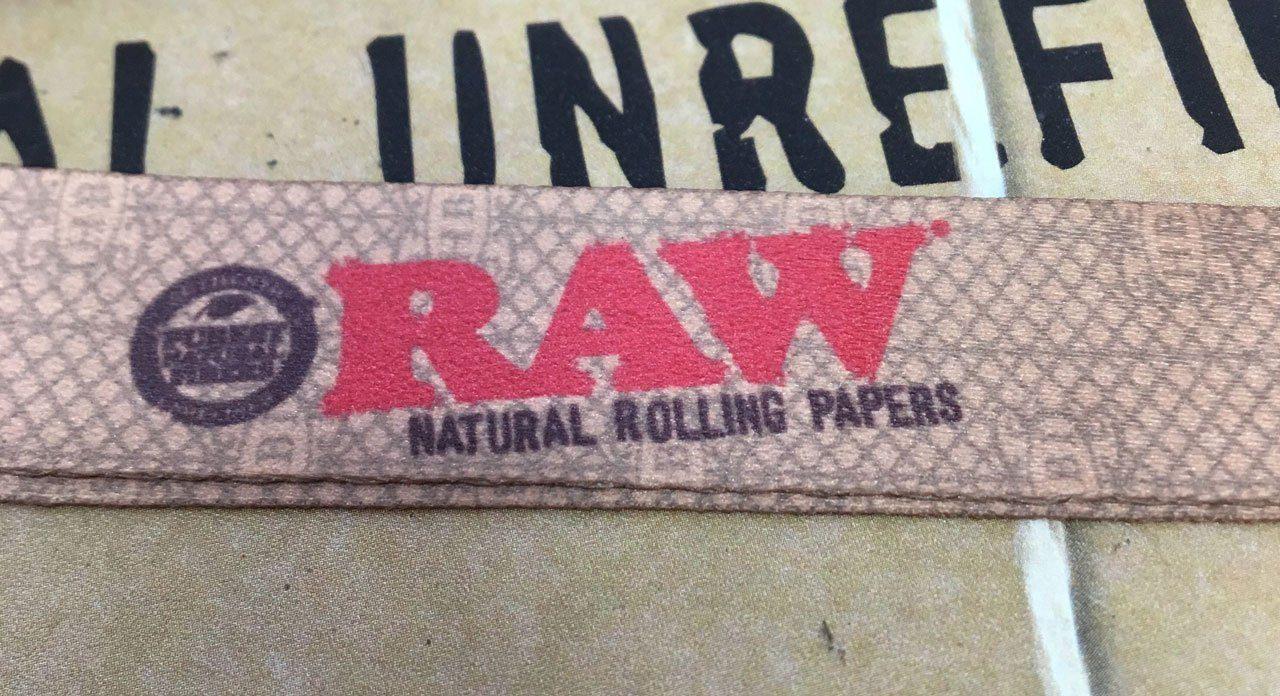 AL UNREFI
RAW
NATURAL ROLLING PAPERS